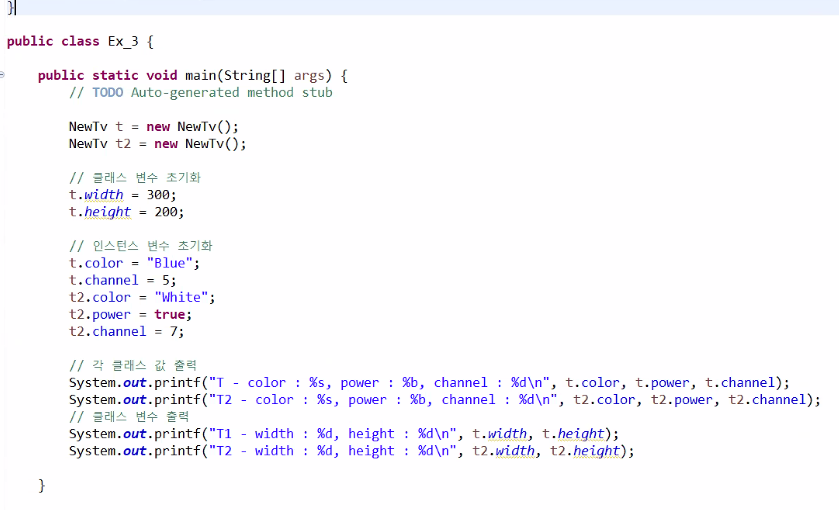 }
public class Ex_3 {
public static void main(String[] args) {
// TODO Auto-generated method stub
NewTv t = new NewTv();
NewTv t2 = new NewTv();
// 클래스 변수 초기화
t.width = 300;
t.height = 200;
// 인스턴스 변수 초기화
t.color = "Blue";
t.channel = 5;
t2.color = "White";
t2.power = true;
t2.channel = 7;
// 각 클래스 값 출력
System.out.printf("T - color : %s, power : %b, channel : %d\n", t.color, t.power, t.channel);
System.out.printf("T2 - color : %s, power : %b, channel : %d\n", t2.color, t2.power, t2.channel);
// 클래스 변수 출력
System.out.printf("T1 - width : %d, height : %d\n", t.width, t.height);
System.out.printf("T2 - width : %d, height : %d\n", t2.width, t2.height);
}